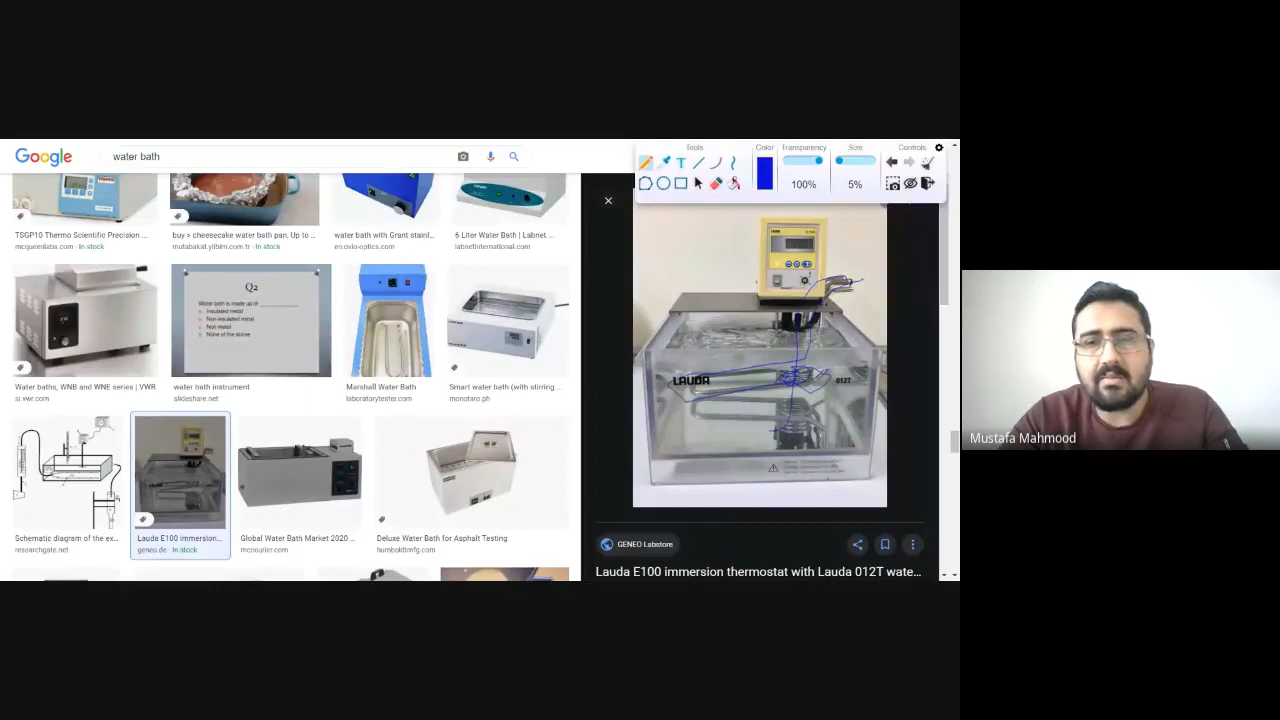 Google
water bath
Tools
Color
Transparency
Size
Controls
T
100%
5%
TSGP10 Thermo Scientific Precision ...
mcqueenlabs.com · In stock
buy > cheesecake water bath pan, Up to ...
mutabakat.yilbim.com.tr · In stock
water bath with Grant stainl...
en.ovio-optics.com
6 Liter Water Bath | Labnet ...
labnetinternational.com
Q2
Water bath is made up of
Insulated metal
Non insulated metal
Non metal
None of the above
Water baths, WNB and WNE series | VWR
si.vwr.com
water bath instrument
slideshare.net
Marshall Water Bath
laboratorytester.com
Smart water bath (with stirring ...
monotaro.ph
LAUDA
012T
Mustafa Mahmood
Schematic diagram of the ex...
researchgate.net
Lauda E100 immersion...
geneo.de · In stock
Global Water Bath Market 2020 ...
mccourier.com
Deluxe Water Bath for Asphalt Testing
humboldtmfg.com
GENEO Labstore
Lauda E100 immersion thermostat with Lauda 012T wate...